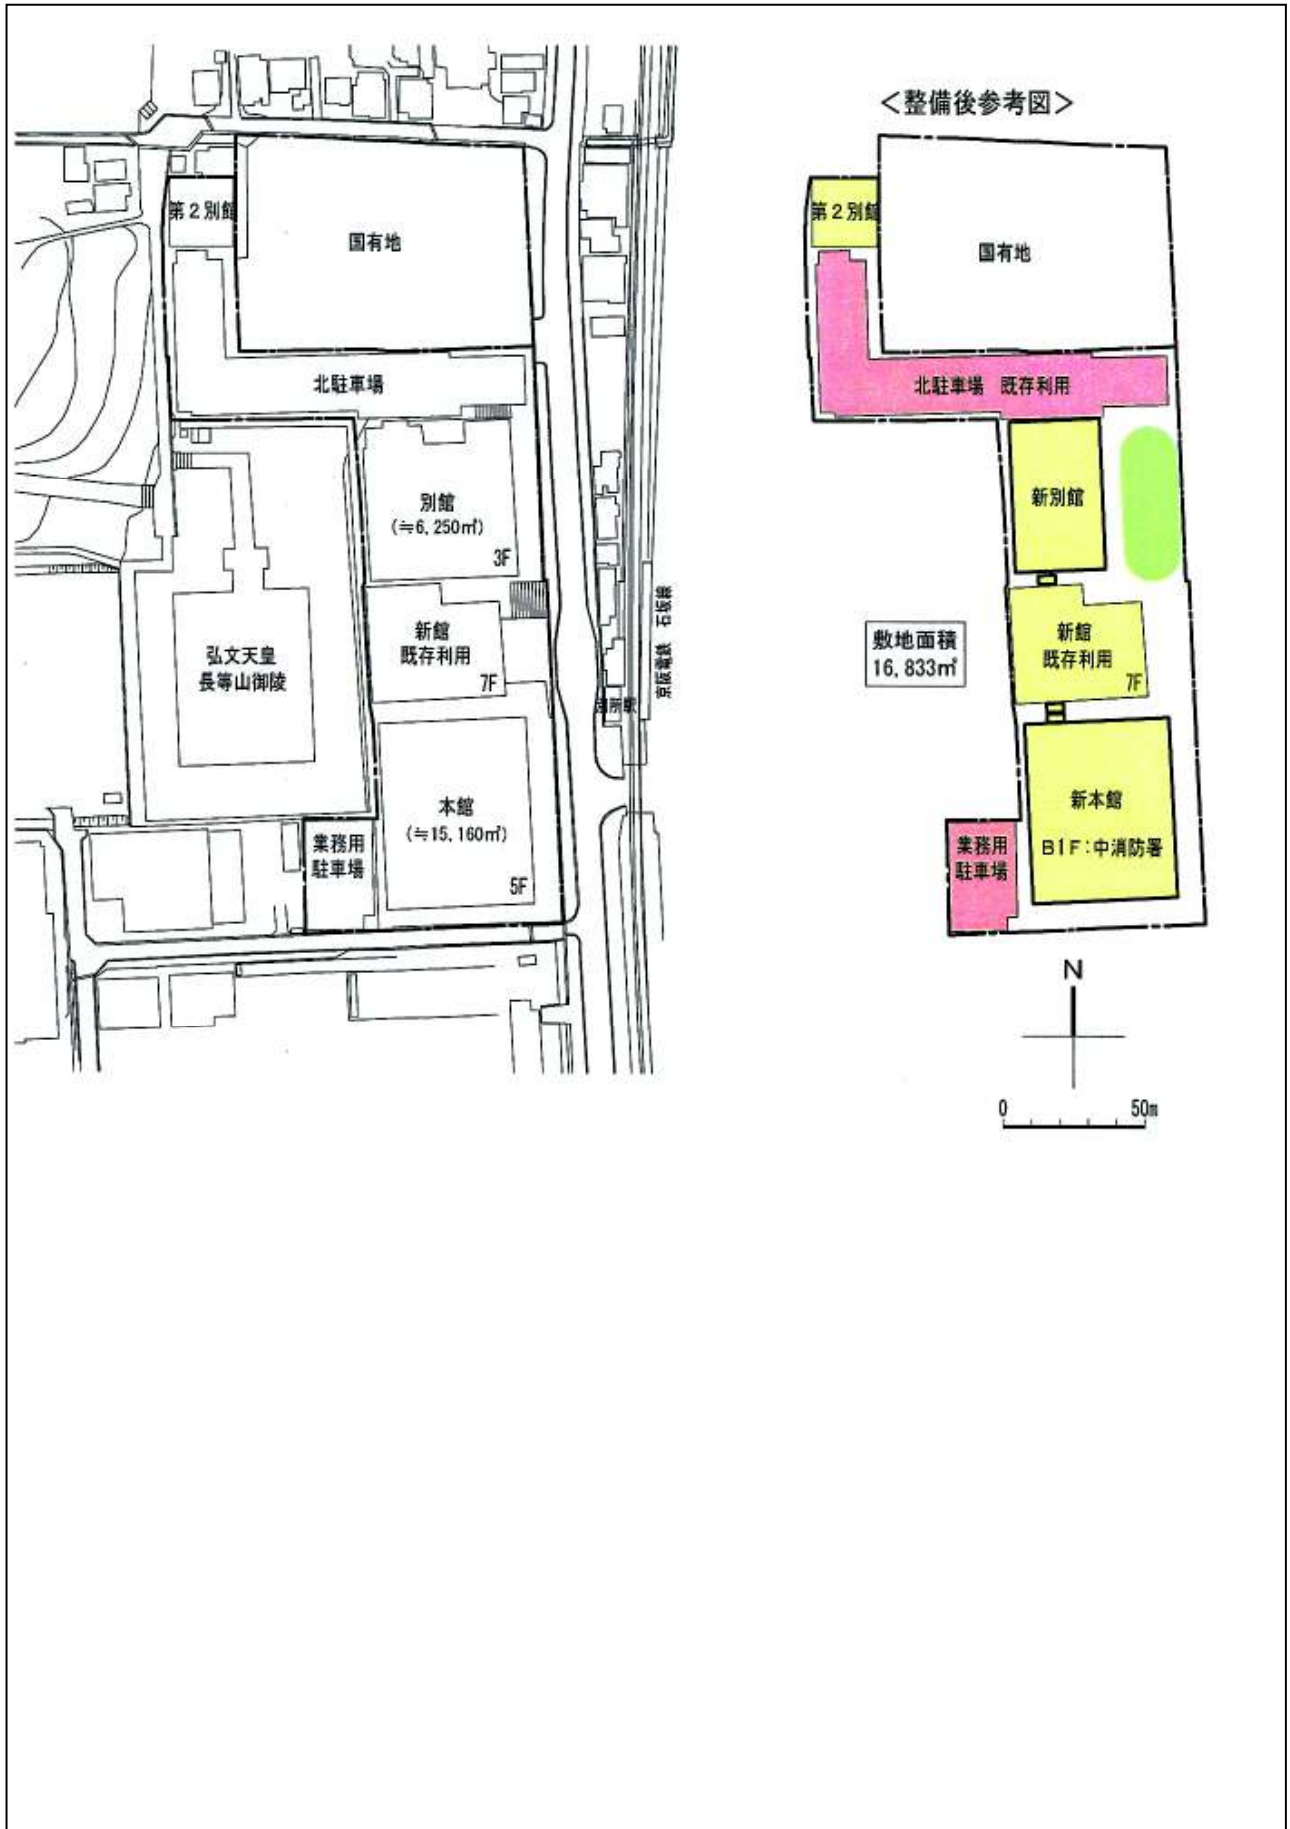 第2別館
国有地
北駐車場
別館
(≒6,250㎡)
3F
新館
既存利用
7F
弘文天皇
長等山御陵
本館
(≒15,160㎡)
5F
業務用
駐車場
京阪電鉄 石坂線
別所駅
<整備後参考図>
第2別館
国有地
北駐車場 既存利用
新別館
敷地面積
16,833㎡
新館
既存利用
7F
新本館
B1F:中消防署
業務用
駐車場
N
0
50m